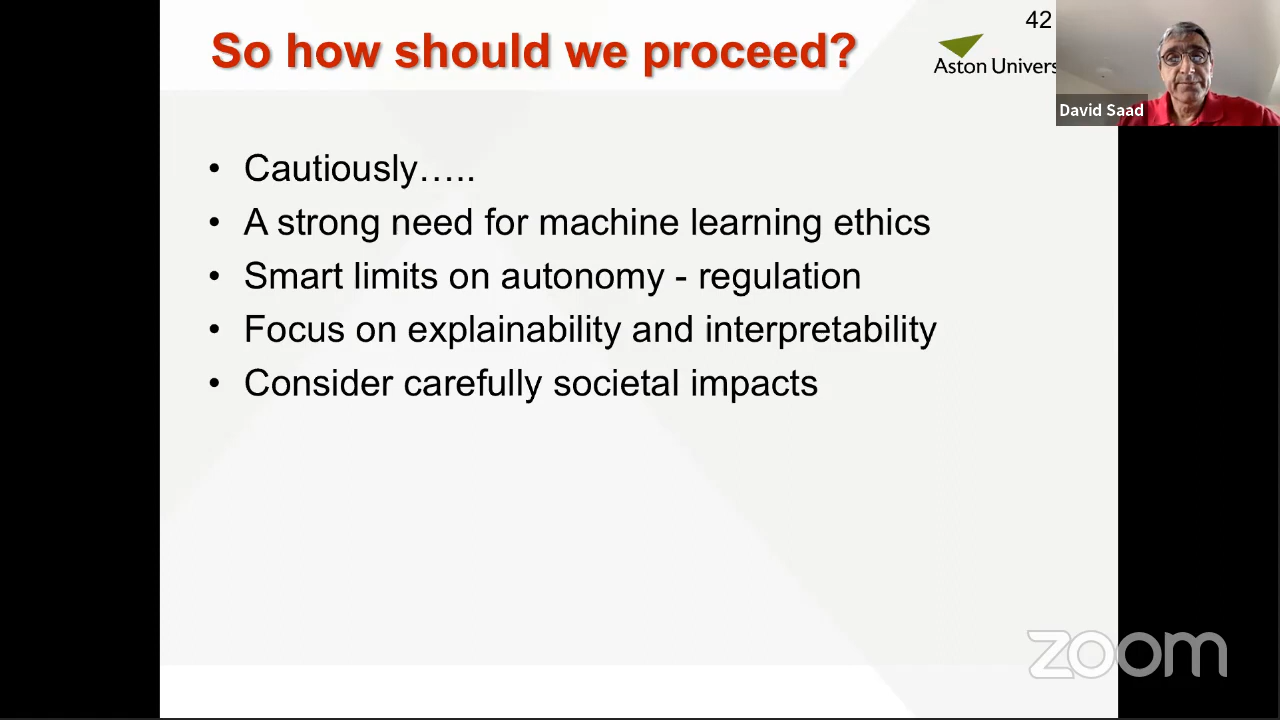 So how should we proceed?
42
Aston Univers
David Saad
• Cautiously…..
• A strong need for machine learning ethics
• Smart limits on autonomy - regulation
• Focus on explainability and interpretability
• Consider carefully societal impacts
zoom